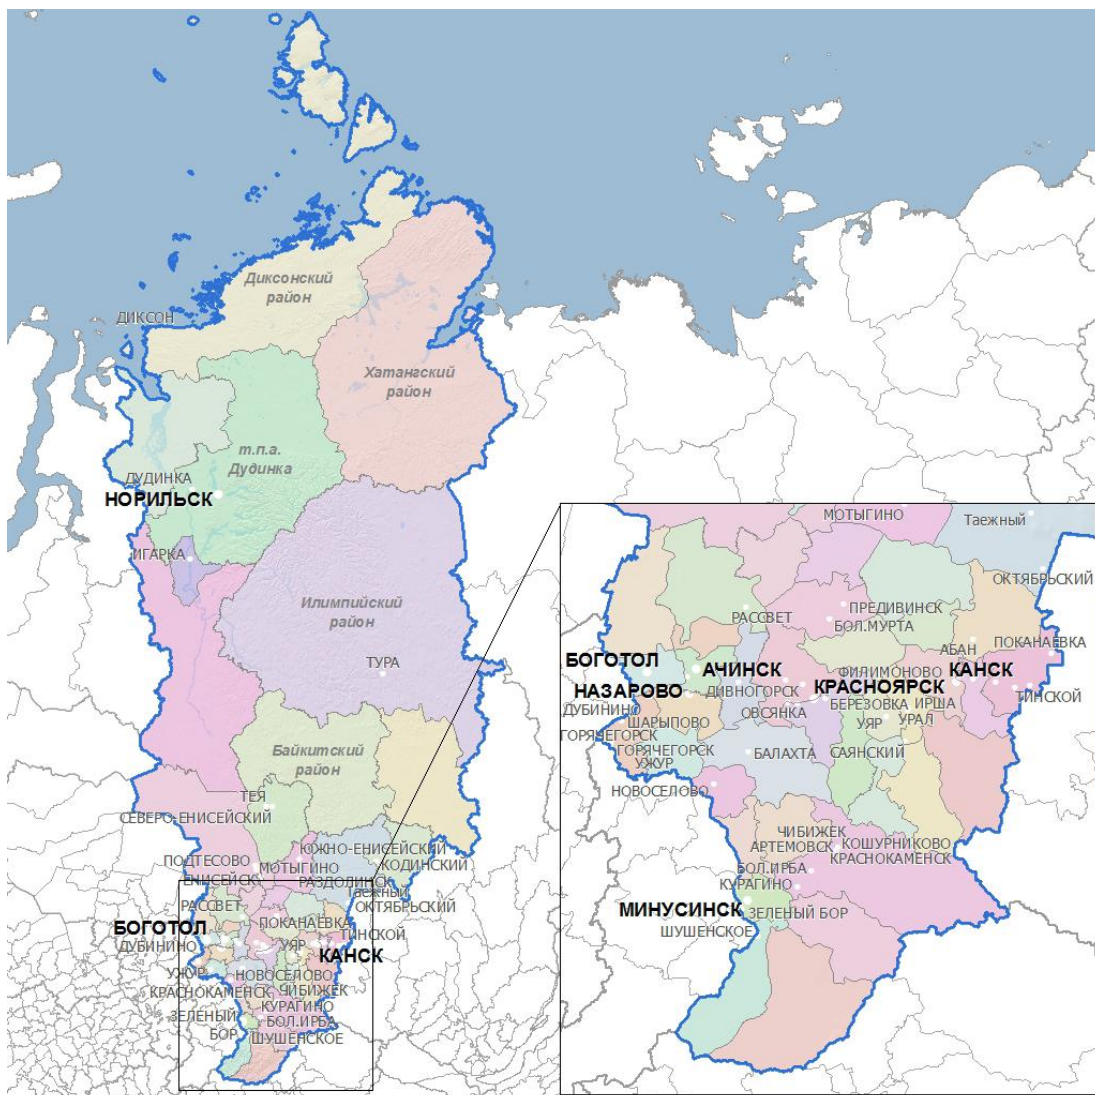 Диксонский
район
ДИКСОН
Хатангский
район
т.п.а.
Дудинка
ДУДИНКА
НОРИЛЬСК
ИГАРКА
Илимпийский
район
ТУРА
Байкитский
район
ТЕЯ
СЕВЕРО-ЕНИСЕЙСКИЙ
ЮЖНО-ЕНИСЕЙСКИЙ
ПОДТЕСОВО
МОТЫГИНО
КОДИНСКИЙ
ЕНИСЕЙСК
РАЗДОЛИНСК
Таежный
РАССВЕТ
ОКТЯБРЬСКИЙ
ПОКАНАЕВКА
БОГОТОЛ
ТИНСКОЙ
ДУБИНИНО
УЯР
КАНСК
УЖУР
НОВОСЕЛОВО
КРАСНОКАМЕНСК
ЧИБИЖЕК
ЗЕЛЕНЫЙ
БОР
КУРАГИНО
БОЛ.ИРБА
ШУШЕНСКОЕ
МОТЫГИНО
Таежный
ОКТЯБРЬСКИЙ
РАССВЕТ
ПРЕДИВИНСК
БОЛ.МУРТА
АБАН
ПОКАНАЕВКА
БОГОТОЛ
АЧИНСК
ФИЛИМОНОВО
КАНСК
НАЗАРОВО
ДИВНОГОРСК
КРАСНОЯРСК
ТИНСКОЙ
ДУБИНИНО
ОВСЯНКА
БЕРЕЗОВКА
ИРША
ШАРЫПОВО
УЯР
УРАЛ
ГОРЯЧЕГОРСК
ГОРЯЧЕГОРСК
БАЛАХТА
САЯНСКИЙ
УЖУР
НОВОСЕЛОВО
ЧИБИЖЕК
АРТЕМОВСК
КОШУРНИКОВО
КРАСНОКАМЕНСК
БОЛ.ИРБА
КУРАГИНО
МИНУСИНСК
ЗЕЛЕНЫЙ БОР
ШУШЕНСКОЕ